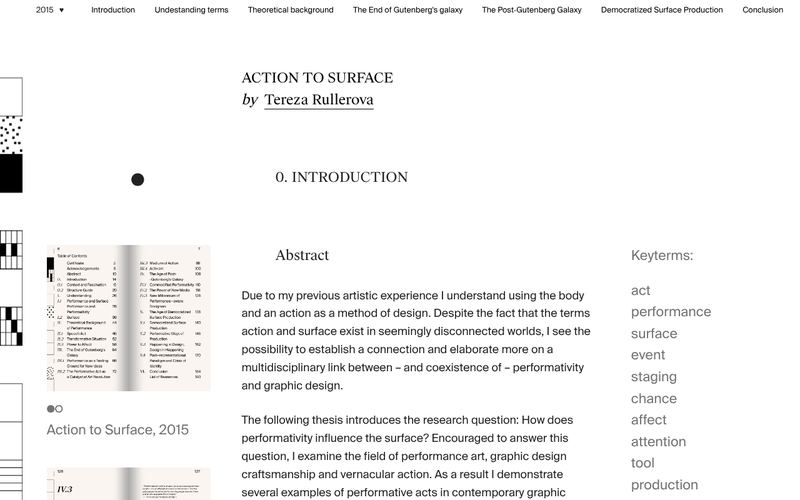 2015 ♥ Introduction Undestanding terms Theoretical background The End of Gutenberg's galaxy The Post-Gutenberg Galaxy Democratized Surface Production Conclusion
ACTION TO SURFACE
by Tereza Rullerova
0. INTRODUCTION
Table of Contents
Action to Surface, 2015
IV.3
Abstract
Due to my previous artistic experience I understand using the body
and an action as a method of design. Despite the fact that the terms
action and surface exist in seemingly disconnected worlds, I see the
possibility to establish a connection and elaborate more on a
multidisciplinary link between – and coexistence of – performativity
and graphic design.
The following thesis introduces the research question: How does
performativity influence the surface? Encouraged to answer this
question, I examine the field of performance art, graphic design
craftsmanship and vernacular action. As a result I demonstrate
several examples of performative acts in contemporary graphic
Keyterms:
act
performance
surface
event
staging
chance
affect
attention
tool
production